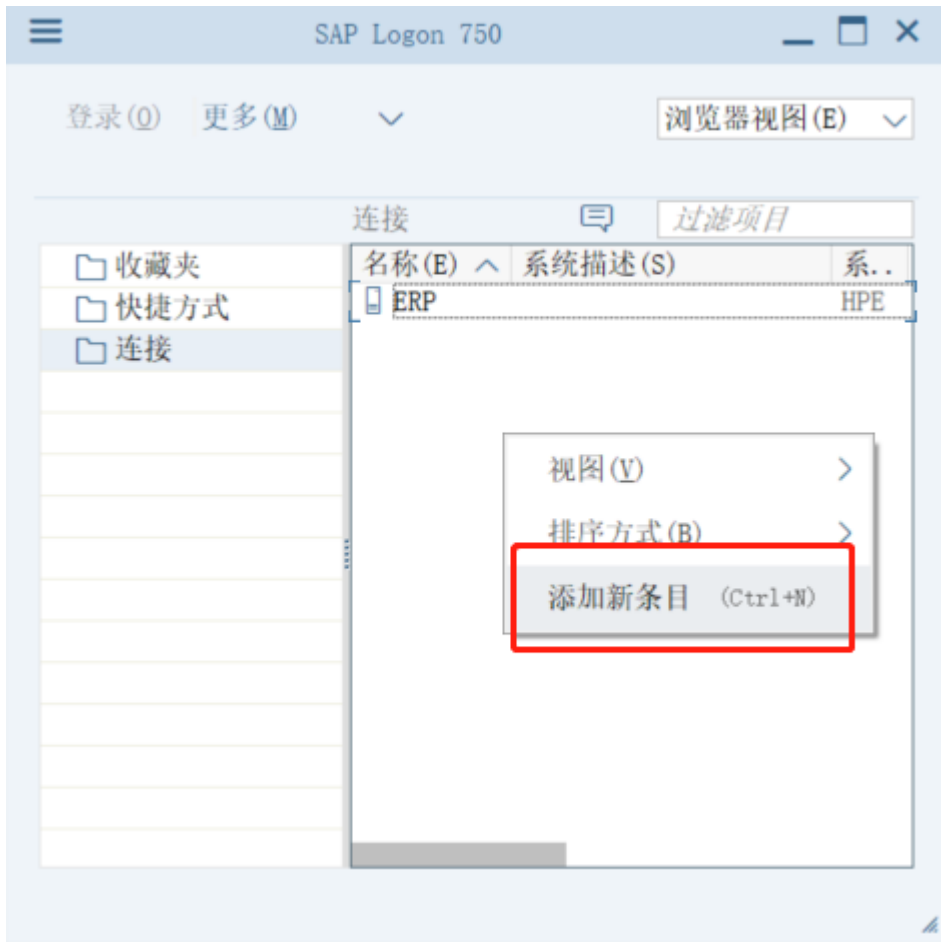 SAP Logon 750
登录(O) 更多(M) 浏览器视图(E)
连接 过滤项目
收藏夹 名称(E) 系统描述(S) 系..
快捷方式 ERP HPE
连接
视图(V)
排序方式(B)
添加新条目 (Ctrl+N)